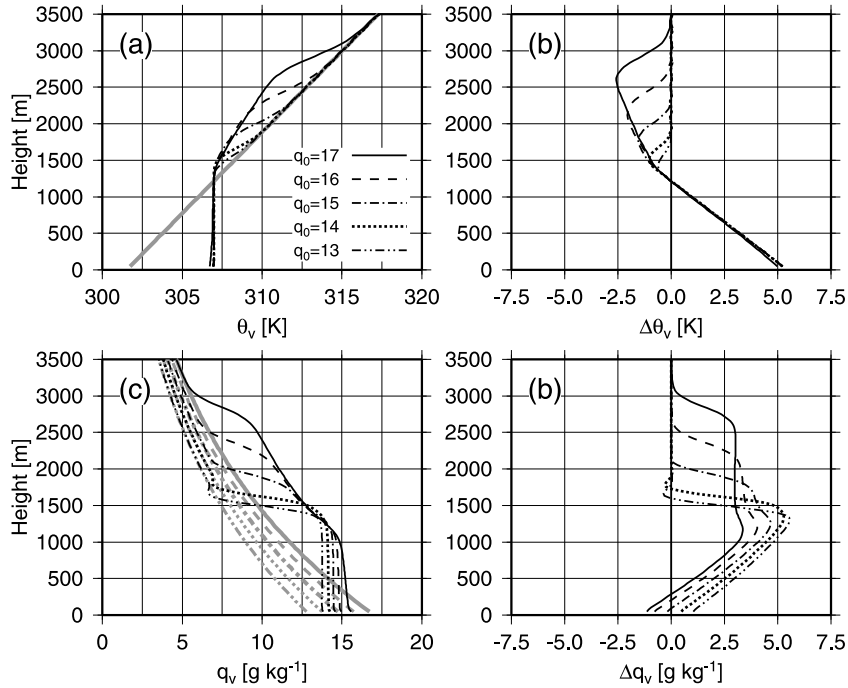 (a)
(b)
3500
3000
2500
2000
1500
1000
500
0
Height [m]
q₀=17
q₀=16
q₀=15
q₀=14
q₀=13
300 305 310 315 320
θᵥ [K]
3500
3000
2500
2000
1500
1000
500
0
-7.5 -5.0 -2.5 0.0 2.5 5.0 7.5
Δθᵥ [K]
(c)
(b)
3500
3000
2500
2000
1500
1000
500
0
Height [m]
0 5 10 15 20
qᵥ [g kg⁻¹]
3500
3000
2500
2000
1500
1000
500
0
-7.5 -5.0 -2.5 0.0 2.5 5.0 7.5
Δqᵥ [g kg⁻¹]